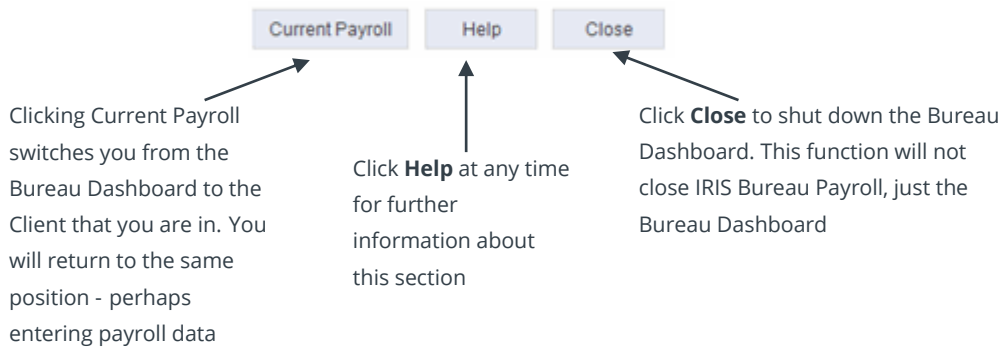 Current Payroll
Help
Close
Clicking Current Payroll
switches you from the
Bureau Dashboard to the
Client that you are in. You
will return to the same
position - perhaps
entering payroll data
Click Help at any time
for further
information about
this section
Click Close to shut down the Bureau
Dashboard. This function will not
close IRIS Bureau Payroll, just the
Bureau Dashboard